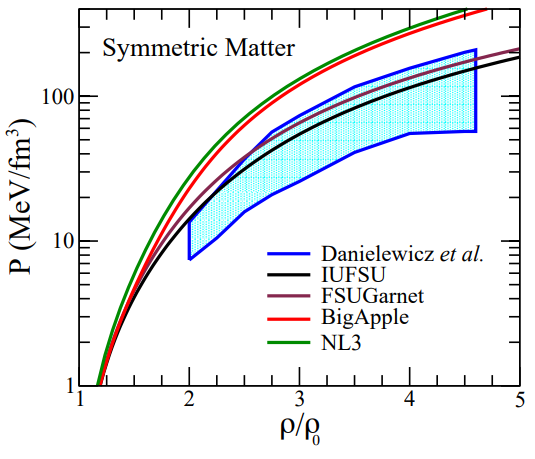 Symmetric Matter
P (MeV/fm³)
100
10
1
Danielewicz et al.
IUFSU
FSUGarnet
BigApple
NL3
1 2 3 4 5
ρ/ρ₀